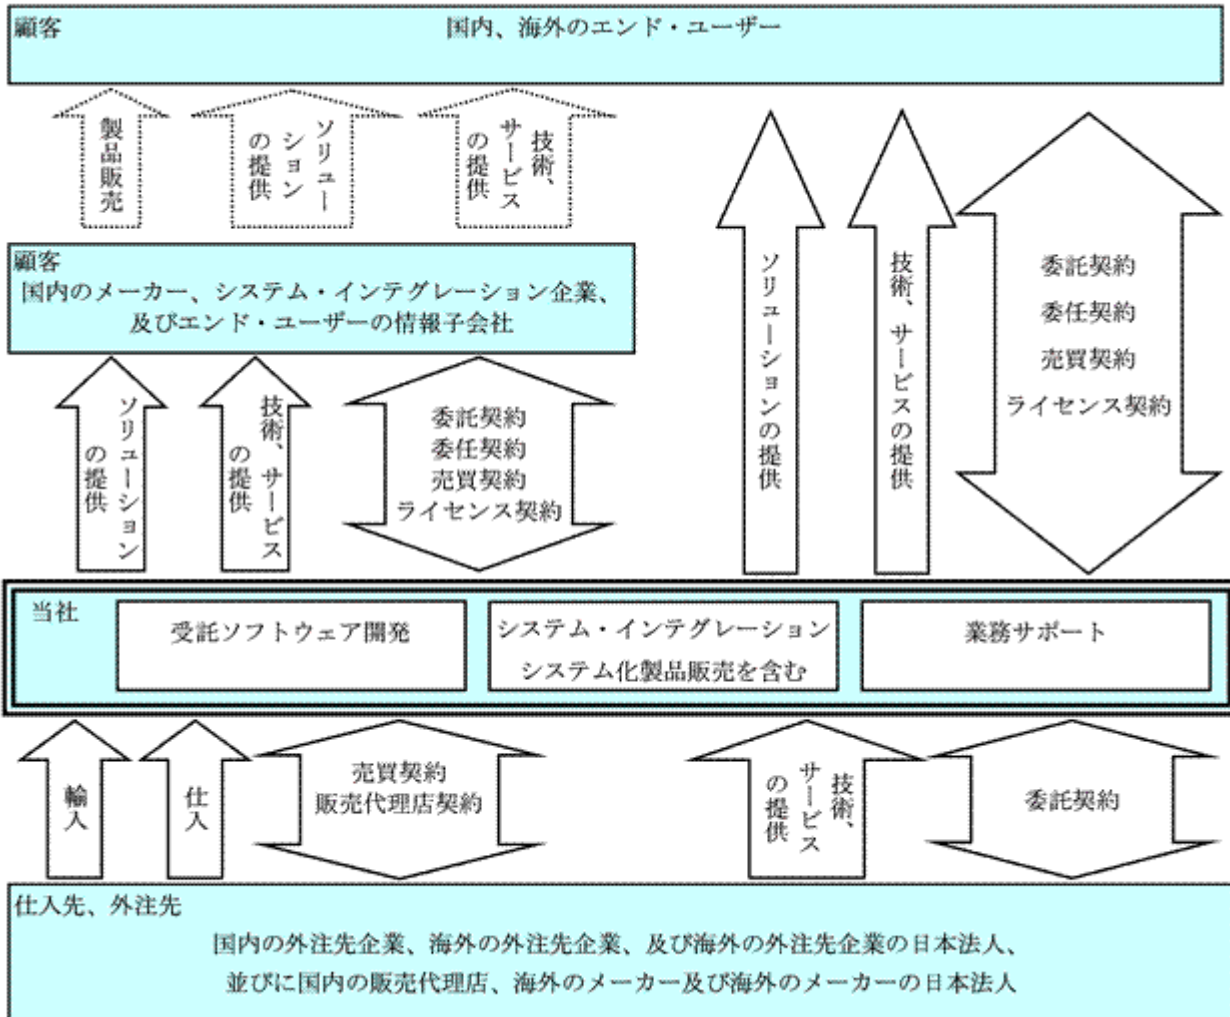 顧客
国内、海外のエンド・ユーザー
製品販売
ソリュー
ション
の提供
技術、
サービス
の提供
顧客
国内のメーカー、システム・インテグレーション企業、
及びエンド・ユーザーの情報子会社
ソリューションの提供
技術、サービスの提供
委託契約
委任契約
売買契約
ライセンス契約
ソリューション
の提供
技術、サービス
の提供
委託契約
委任契約
売買契約
ライセンス契約
当社
受託ソフトウェア開発
システム・インテグレーション
システム化製品販売を含む
業務サポート
輸入
仕入
売買契約
販売代理店契約
技術、
サービス
の提供
委託契約
仕入先、外注先
国内の外注先企業、海外の外注先企業、及び海外の外注先企業の日本法人、
並びに国内の販売代理店、海外のメーカー及び海外のメーカーの日本法人